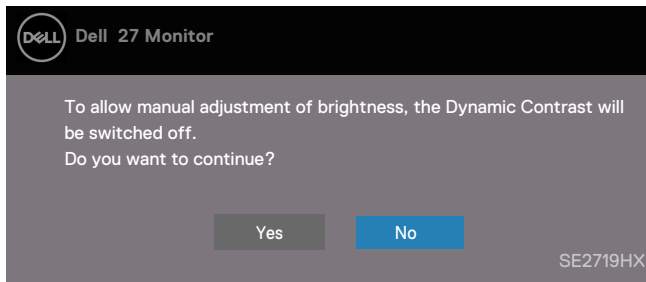 DELL
Dell 27 Monitor
To allow manual adjustment of brightness, the Dynamic Contrast will
be switched off.
Do you want to continue?
Yes
No
SE2719HX